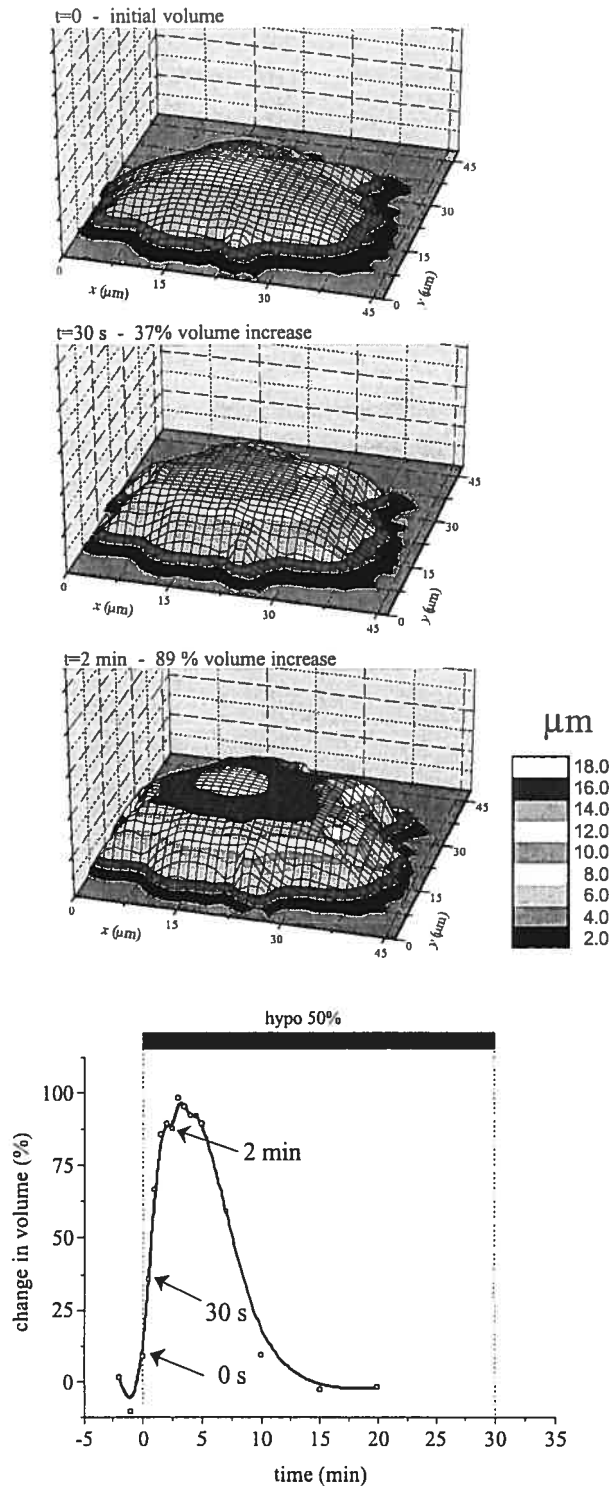 t=0 - initial volume
45
30
15
0
y (μm)
0
15
30
45
x (μm)
t=30 s - 37% volume increase
45
30
15
0
y (μm)
0
15
30
45
x (μm)
t=2 min - 89 % volume increase
45
30
15
0
y (μm)
0
15
30
45
x (μm)
μm
18.0
16.0
14.0
12.0
10.0
8.0
6.0
4.0
2.0
hypo 50%
100
75
50
25
0
change in volume (%)
2 min
30 s
0 s
-5
0
5
10
15
20
25
30
35
time (min)